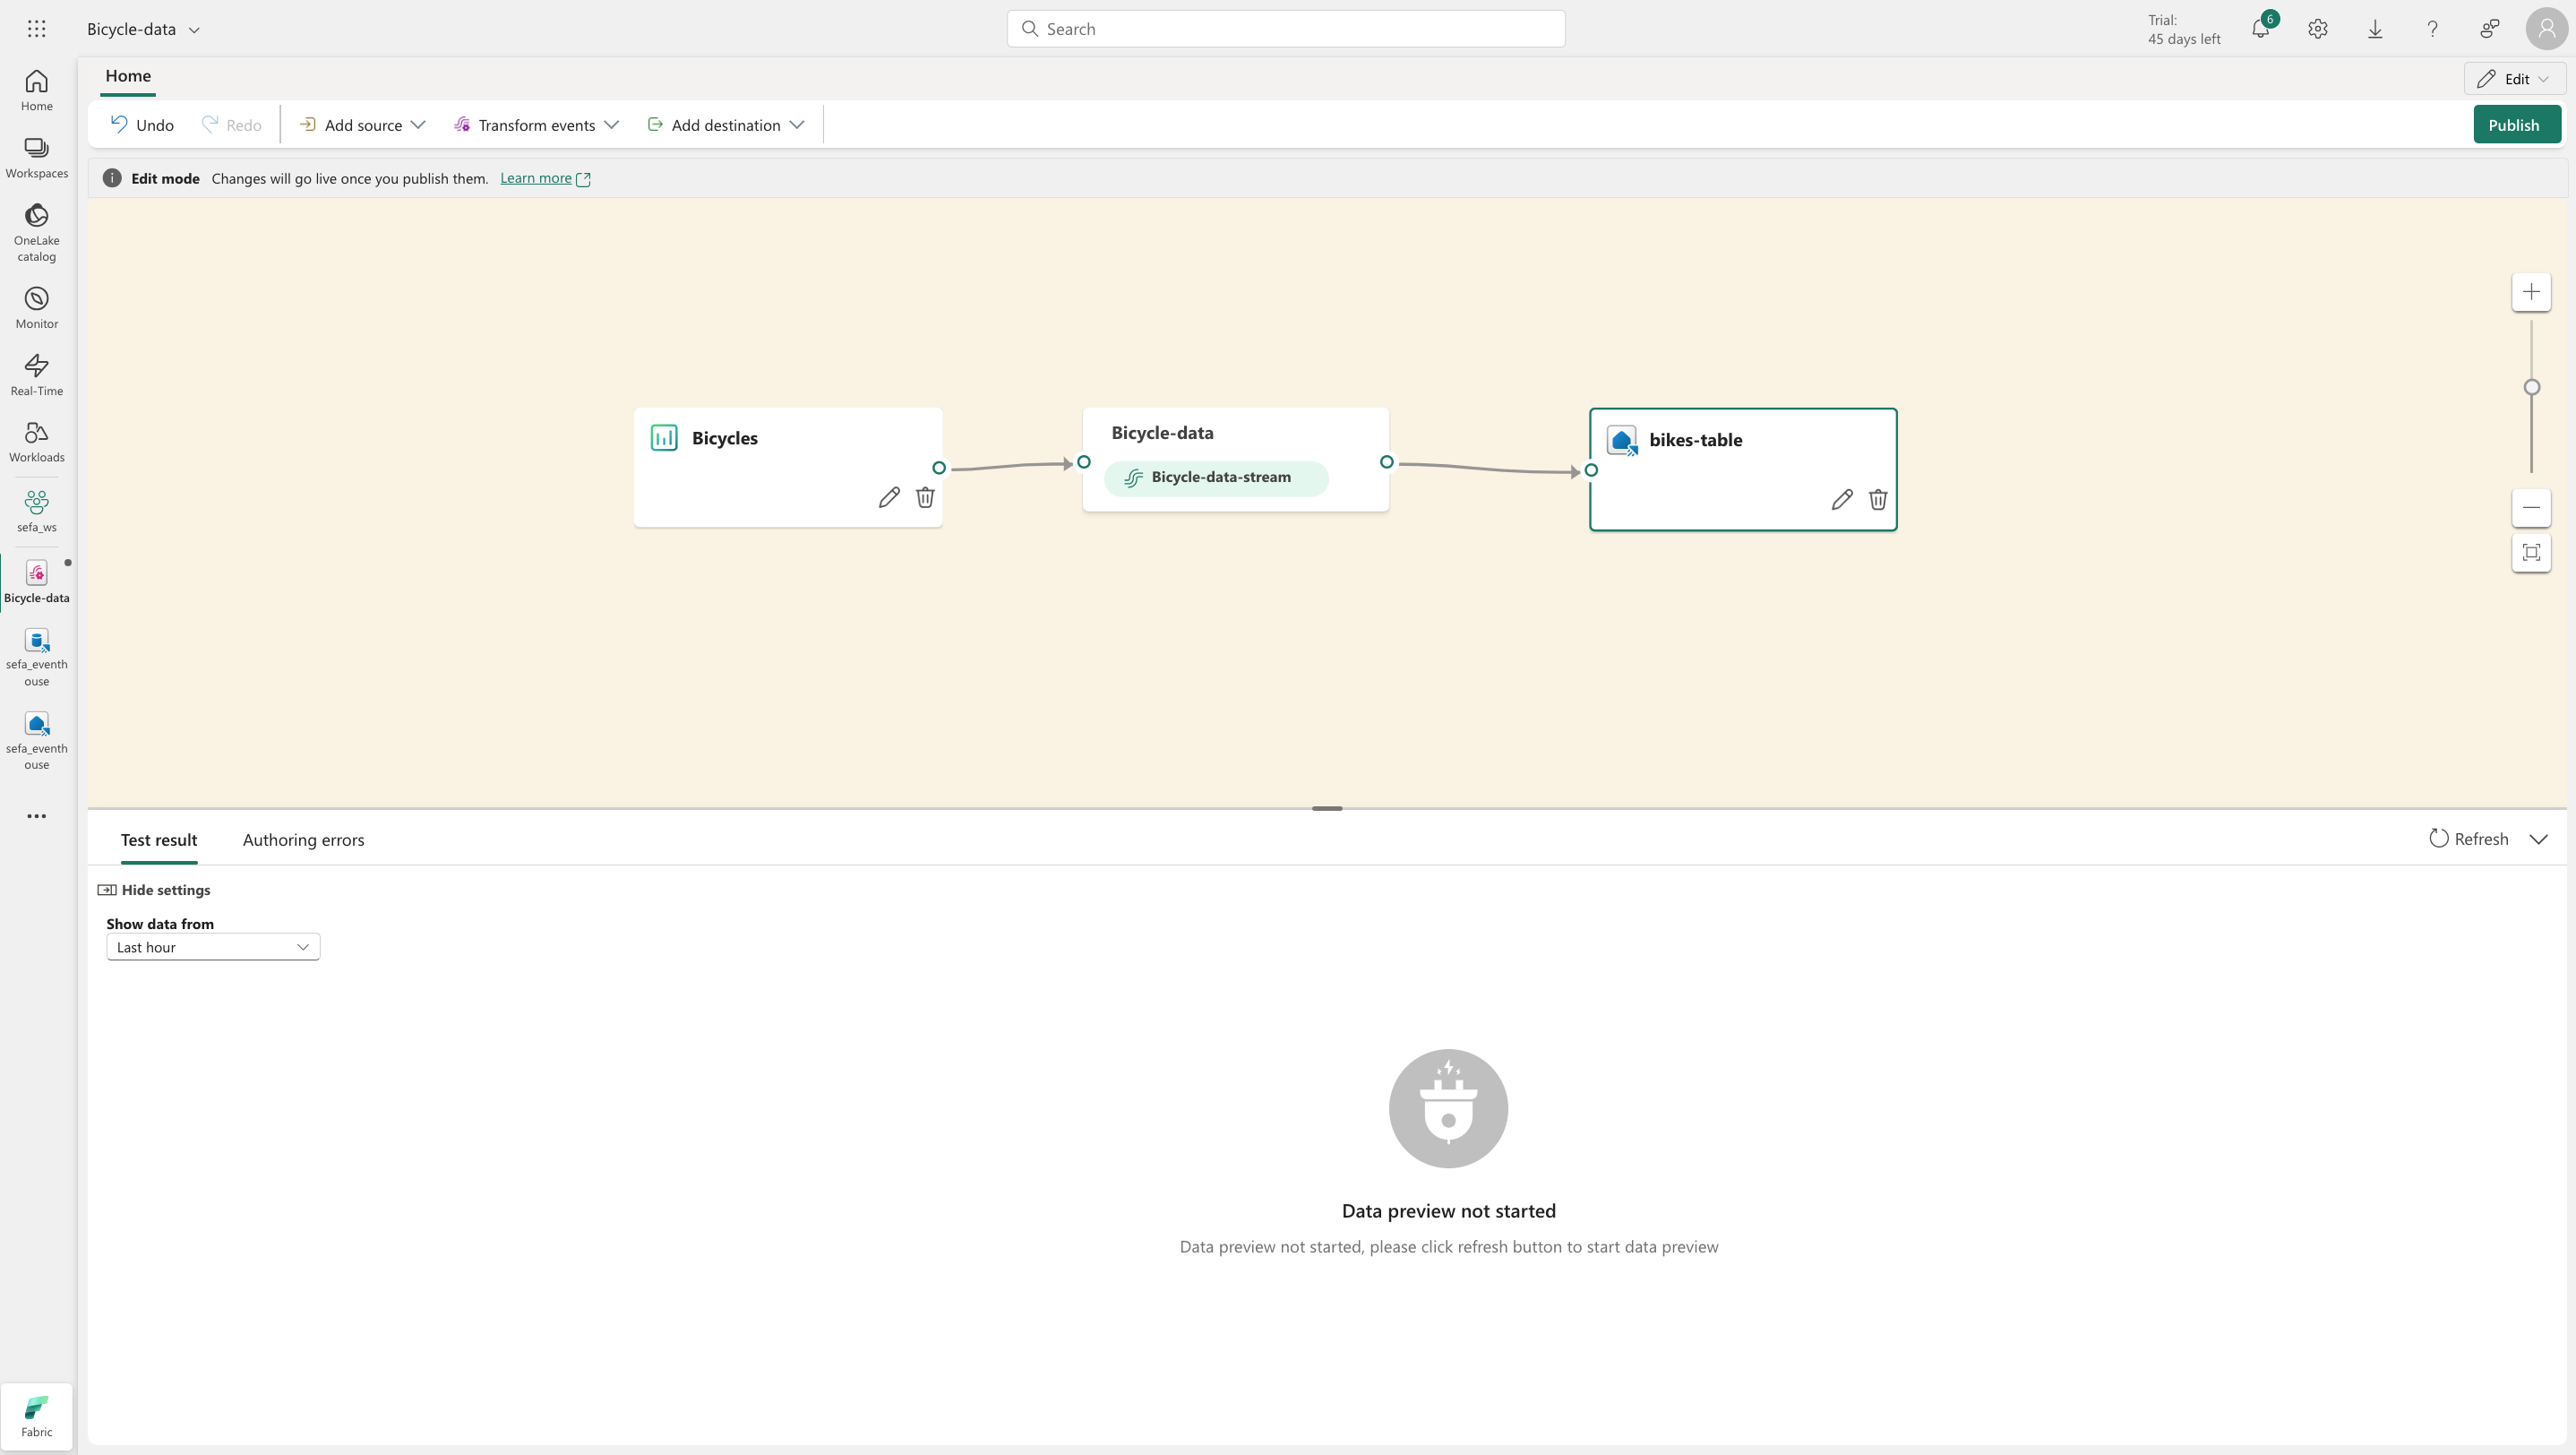 Bicycle-data
Search
Trial:
45 days left
6
Home
Workspaces
OneLake
catalog
Monitor
Real-Time
Workloads
sefa_ws
Bicycle-data
sefa_eventh
ouse
sefa_eventh
ouse
Fabric
Home
Edit
Undo
Redo
Add source
Transform events
Add destination
Publish
Edit mode Changes will go live once you publish them. Learn more
Bicycles
Bicycle-data
Bicycle-data-stream
bikes-table
Test result
Authoring errors
Refresh
Hide settings
Show data from
Last hour
Data preview not started
Data preview not started, please click refresh button to start data preview